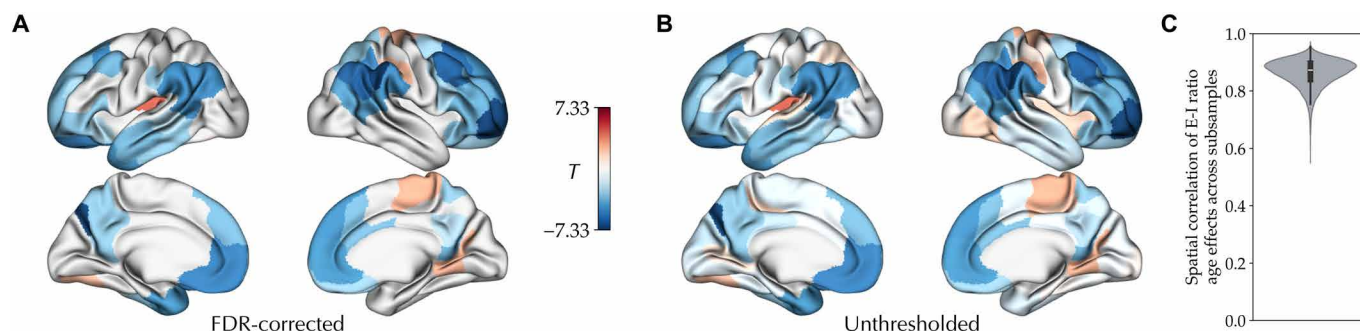 A
B
C
7.33
T
−7.33
FDR-corrected
Unthresholded
Spatial correlation of E-I ratio
age effects across subsamples
1.0
0.8
0.6
0.4
0.2
0.0